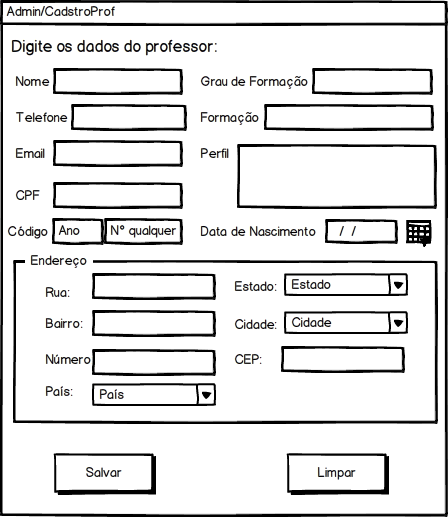 Admin/CadstroProf
Digite os dados do professor:
Nome
Grau de Formação
Telefone
Formação
Email
Perfil
CPF
Código Ano N° qualquer
Data de Nascimento / /
Endereço
Rua:
Estado: Estado
Bairro:
Cidade: Cidade
Número
CEP:
País: País
Salvar
Limpar